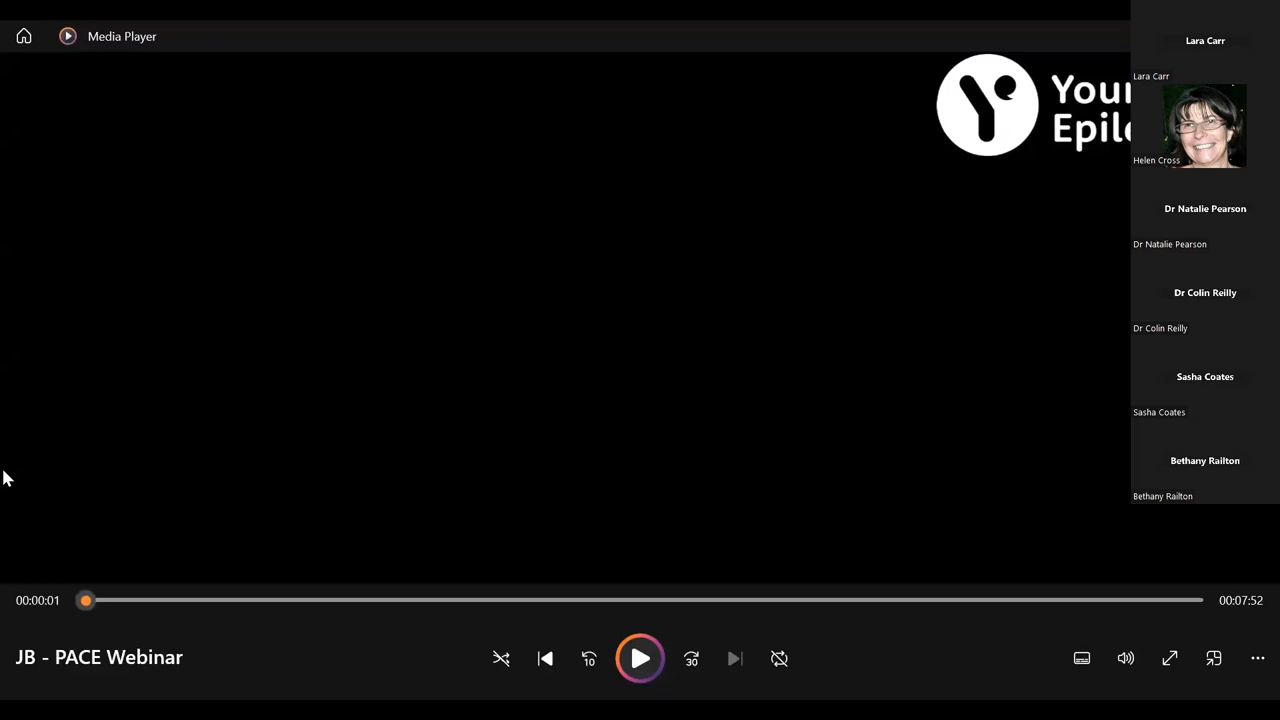 Media Player
Your
Epile
Lara Carr
Lara Carr
Helen Cross
Dr Natalie Pearson
Dr Natalie Pearson
Dr Colin Reilly
Dr Colin Reilly
Sasha Coates
Sasha Coates
Bethany Railton
Bethany Railton
00:00:01
00:07:52
JB - PACE Webinar
10
30